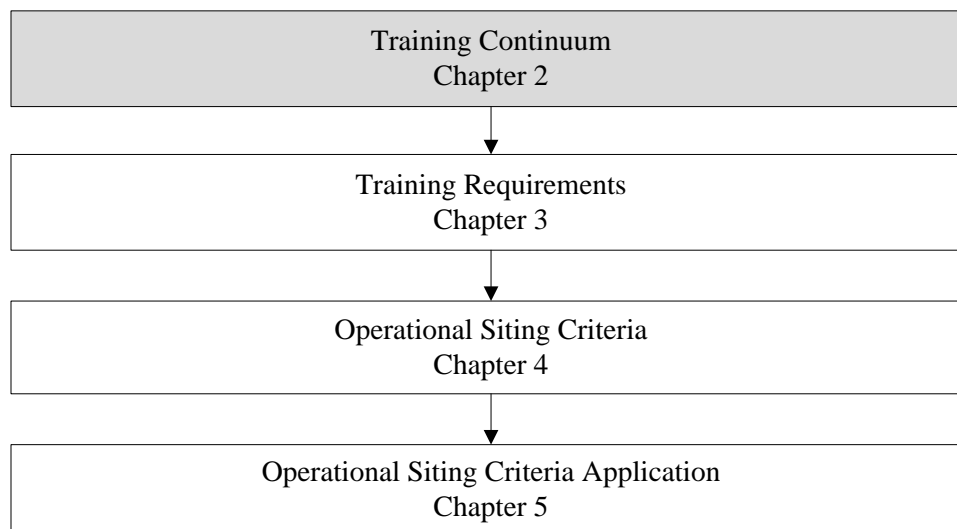 Training Continuum
Chapter 2
Training Requirements
Chapter 3
Operational Siting Criteria
Chapter 4
Operational Siting Criteria Application
Chapter 5